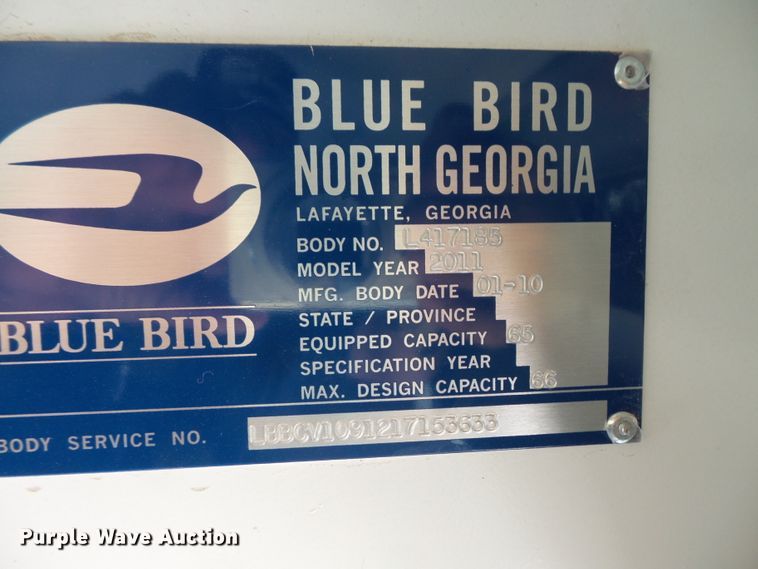 BLUE BIRD
NORTH GEORGIA
LAFAYETTE, GEORGIA
BODY NO. L417185
MODEL YEAR 2011
MFG. BODY DATE 01-10
STATE / PROVINCE
EQUIPPED CAPACITY 65
SPECIFICATION YEAR
MAX. DESIGN CAPACITY 66
BLUE BIRD
BODY SERVICE NO.
Purple Wave Auction